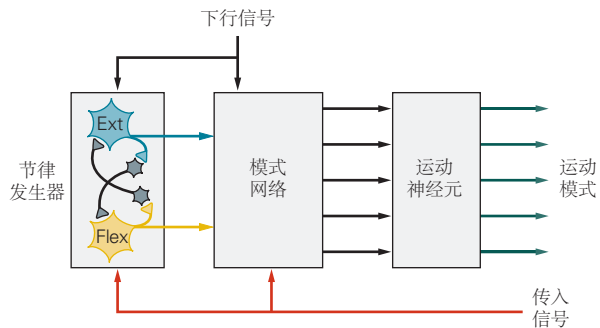 下行信号
Ext
节律
发生器
Flex
模式
网络
运动
神经元
运动
模式
传入
信号